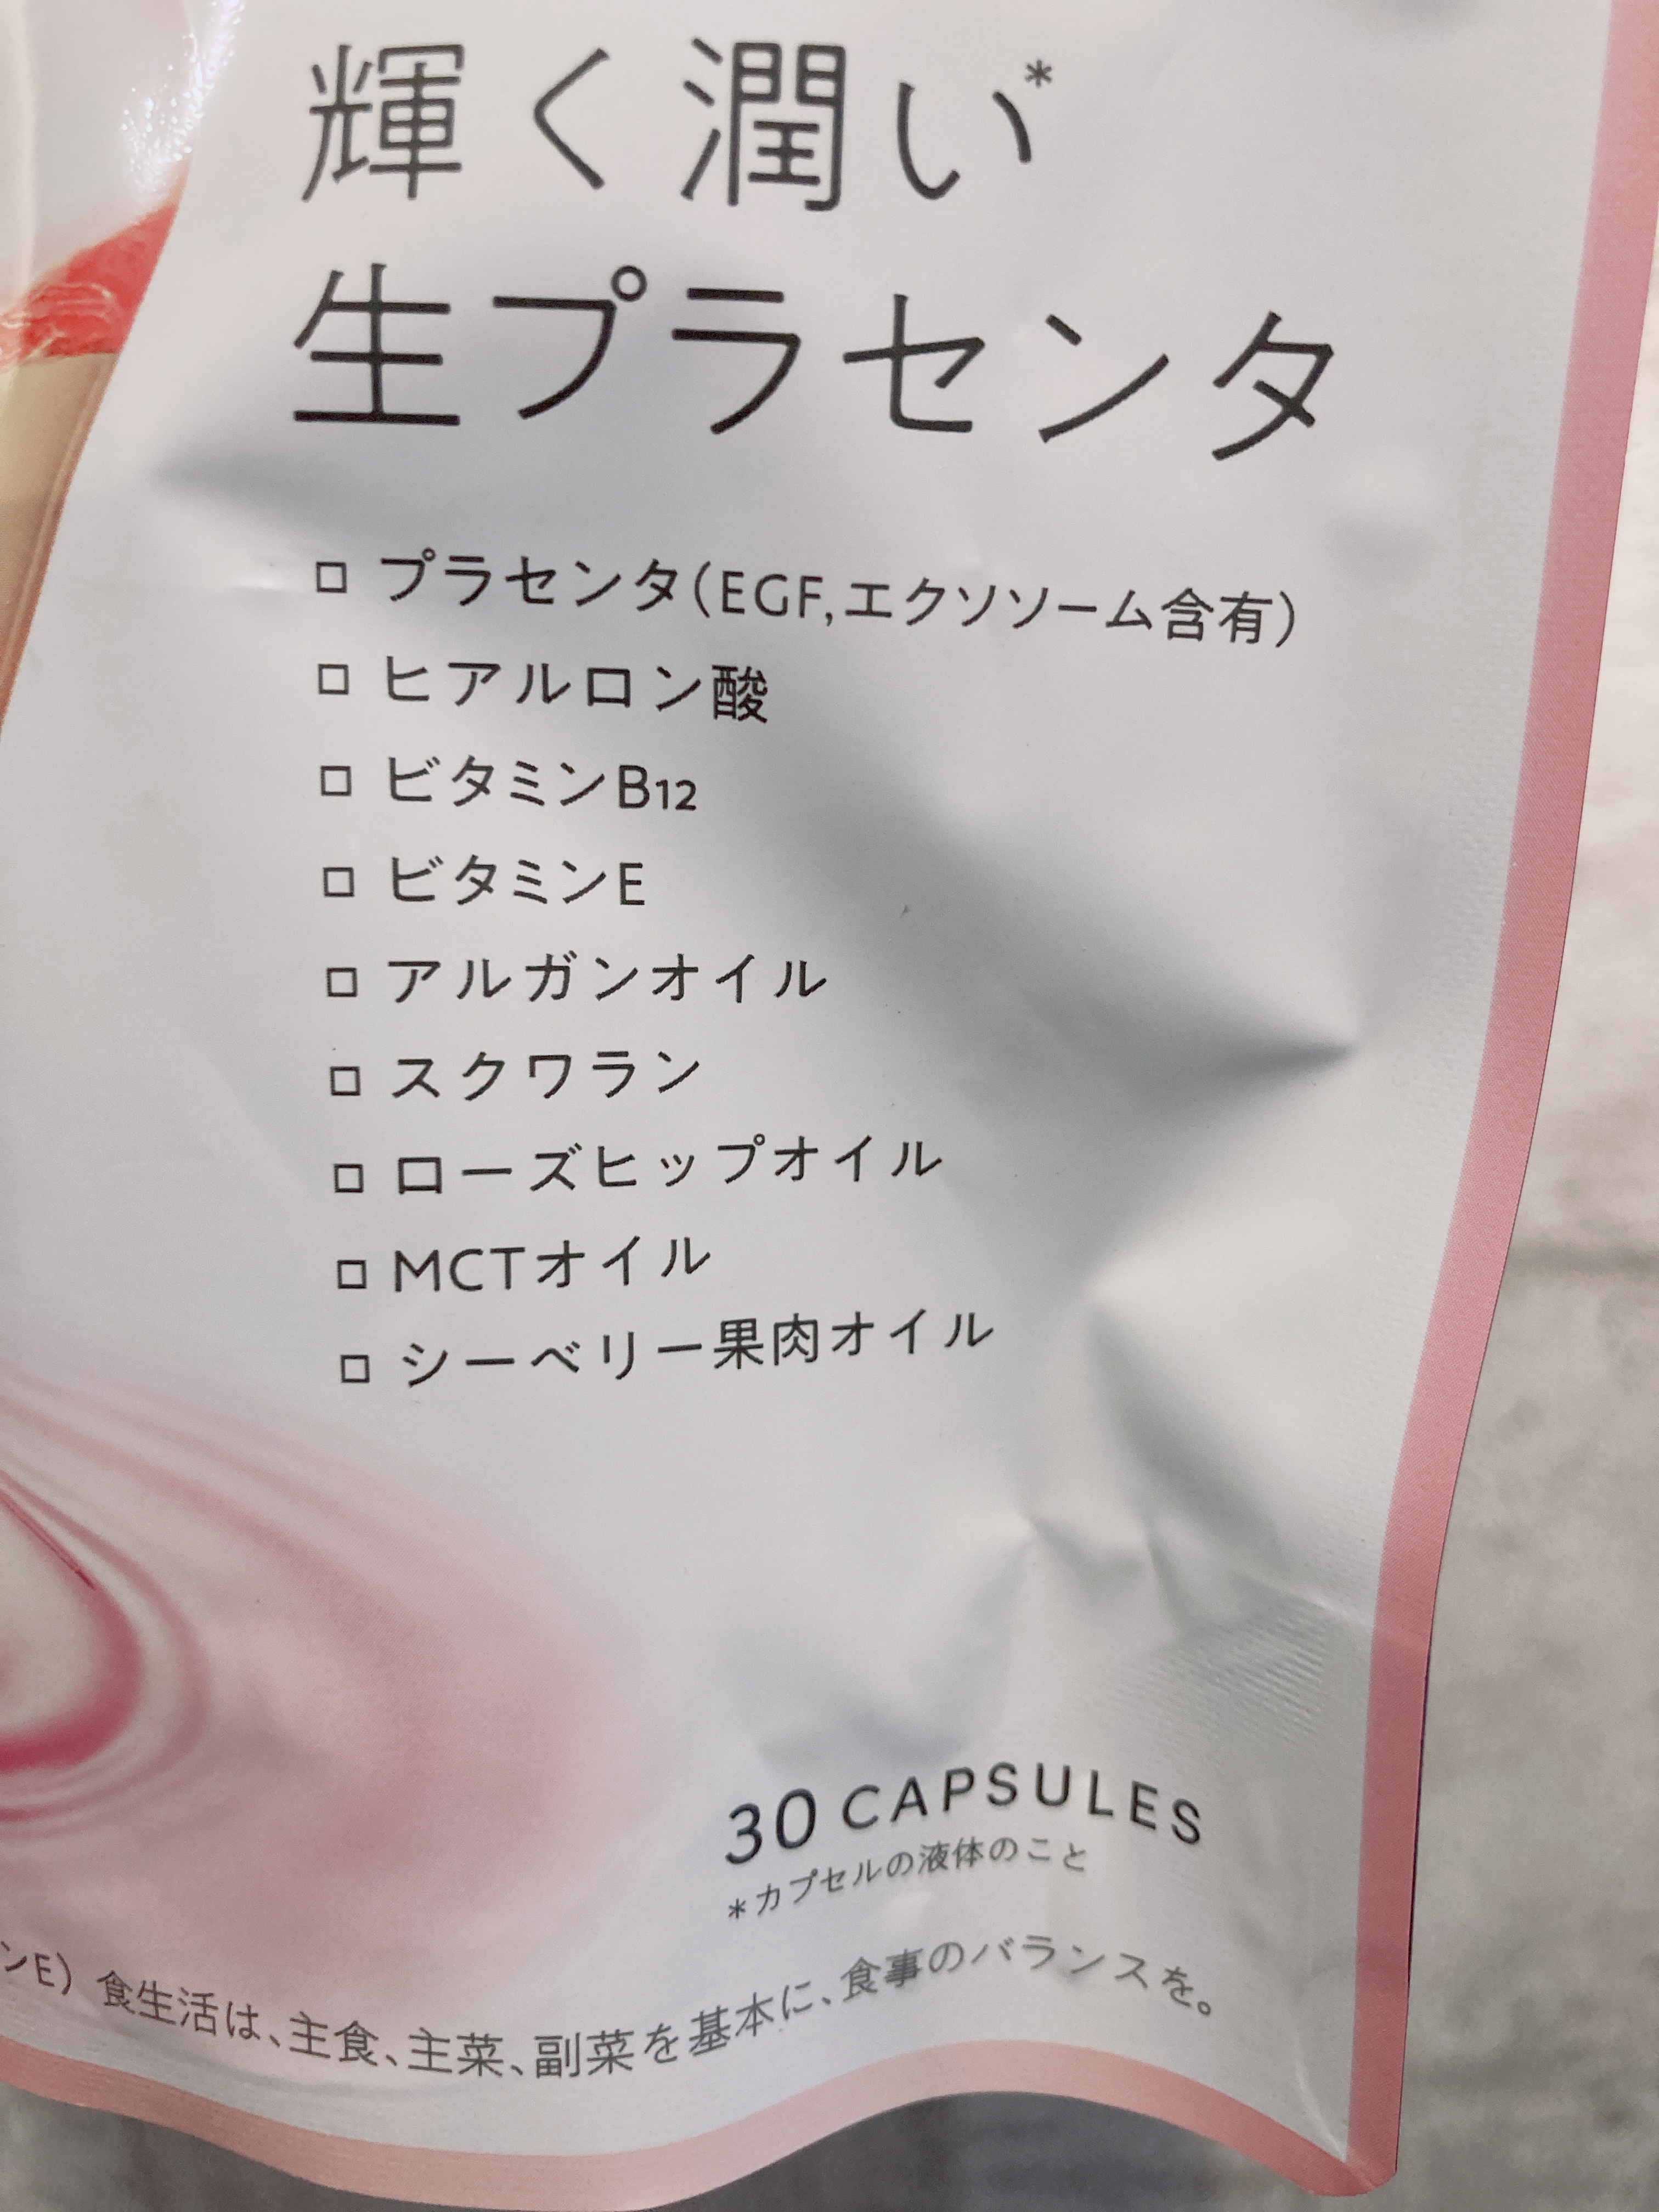 輝く潤い*
生プラセンタ
□ プラセンタ(EGF,エクソソーム含有)
□ ヒアルロン酸
□ ビタミンB12
□ ビタミンE
□ アルガンオイル
□ スクワラン
□ ローズヒップオイル
□ MCTオイル
□ シーベリー果肉オイル
30 CAPSULES
*カプセルの液体のこと
ンE) 食生活は、主食、主菜、副菜を基本に、食事のバランスを。